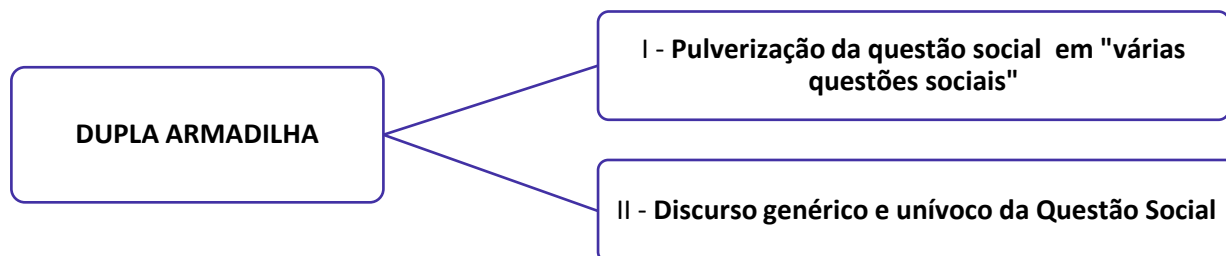 I - Pulverização da questão social  em "várias
questões sociais"
DUPLA ARMADILHA
II - Discurso genérico e unívoco da Questão Social